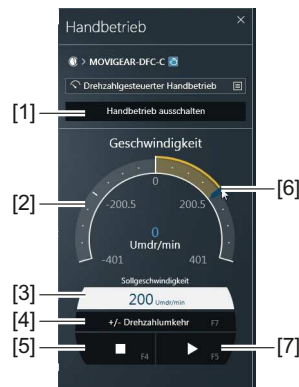 Handbetrieb
×
> MOVIGEAR-DFC-C
Drehzahlgesteuerter Handbetrieb
[1] Handbetrieb ausschalten
Geschwindigkeit
[2]
[6]
0
-200.5 200.5
0
Umdr/min
-401 401
Sollgeschwindigkeit
[3] 200 Umdr/min
[4] +/- Drehzahlumkehr F7
[5] F4 F5 [7]